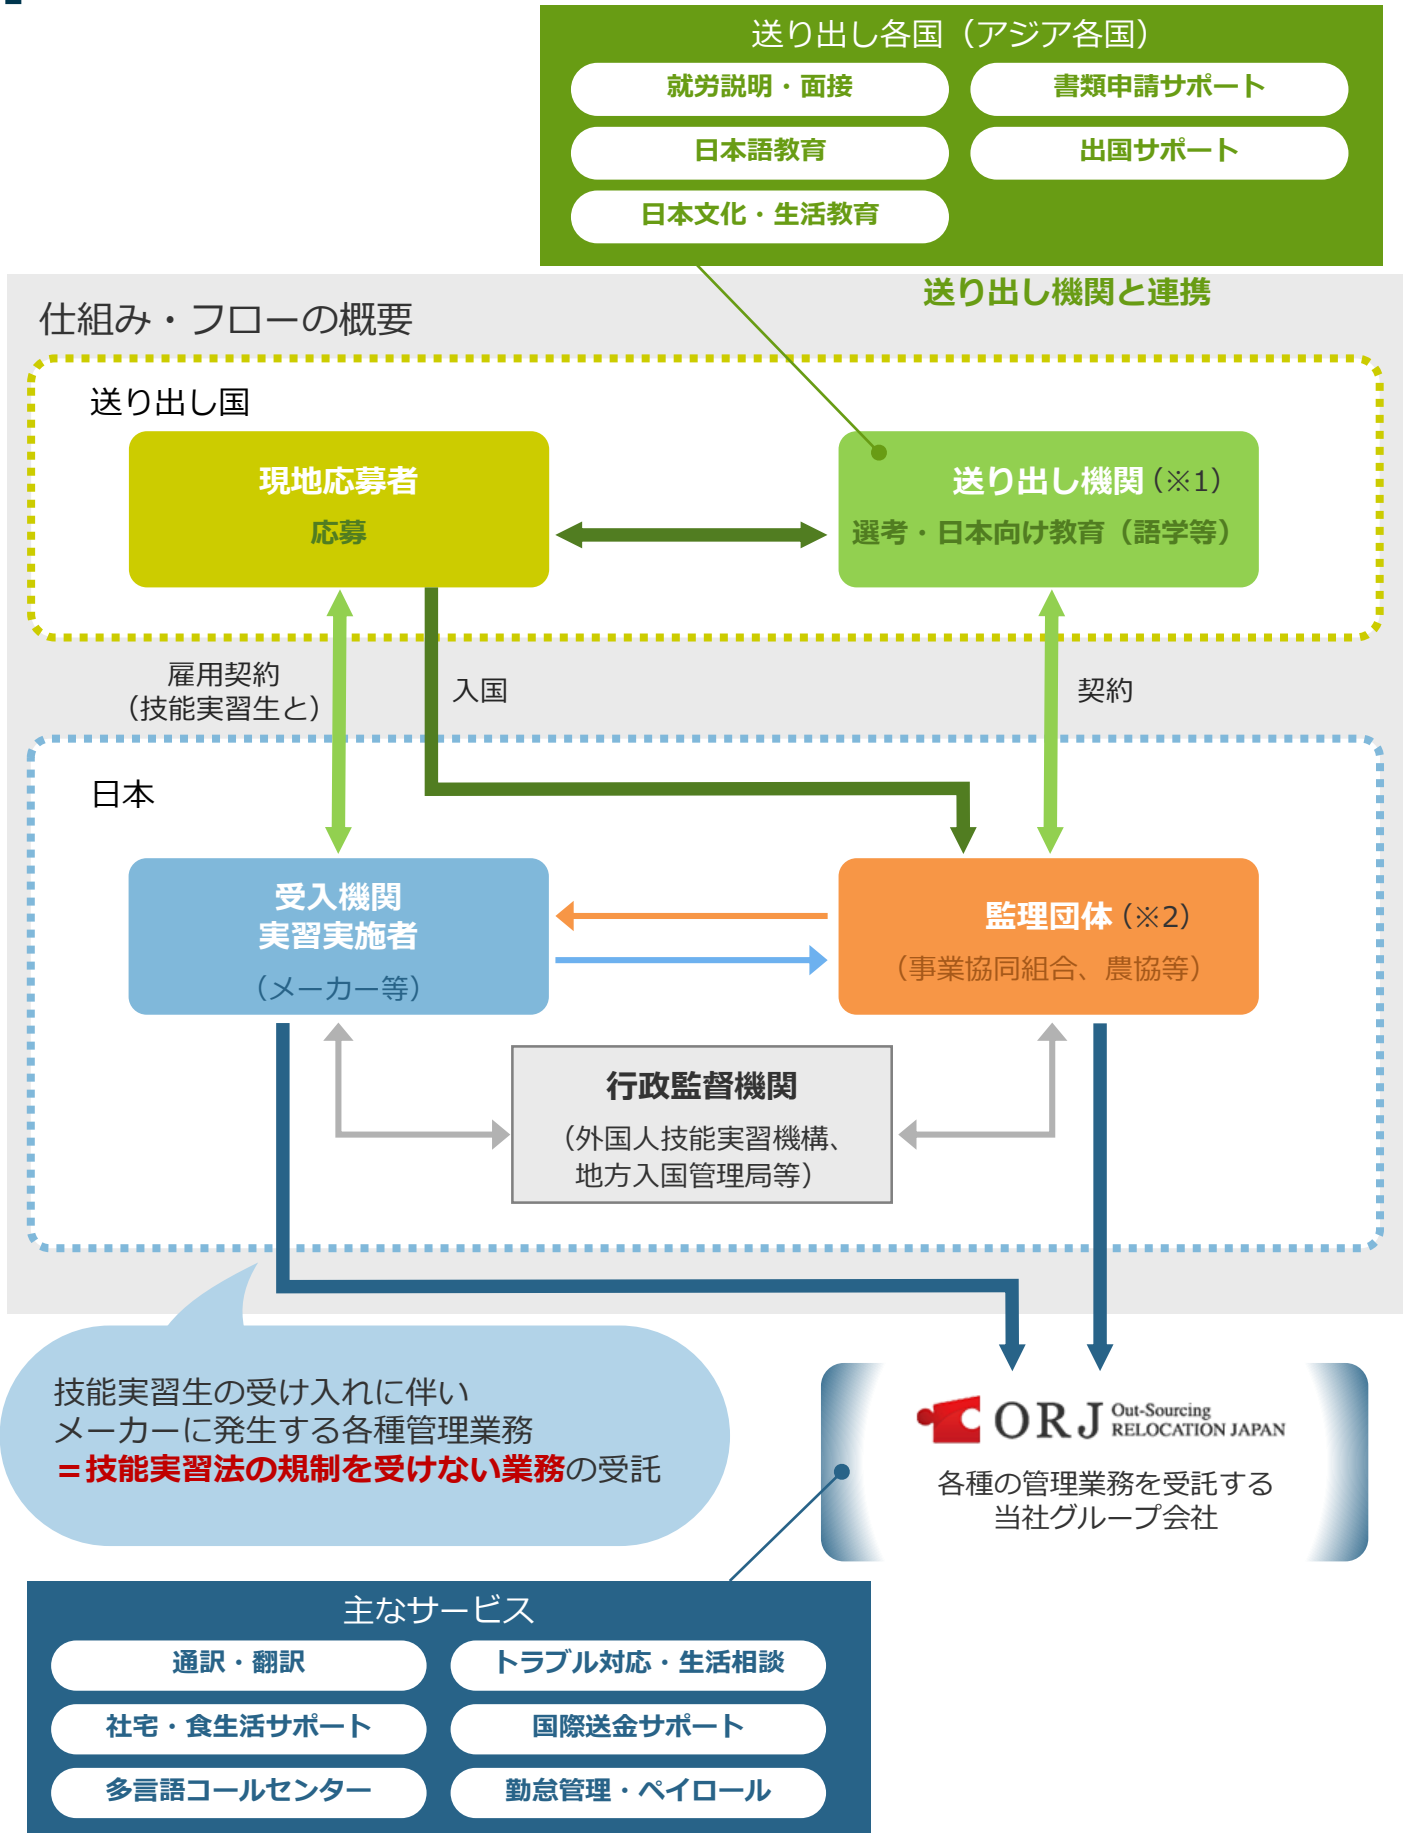 送り出し各国（アジア各国）
就労説明・面接
書類申請サポート
日本語教育
出国サポート
日本文化・生活教育
送り出し機関と連携
仕組み・フローの概要
送り出し国
現地応募者
応募
送り出し機関（※1）
選考・日本向け教育（語学等）
雇用契約
（技能実習生と）
入国
契約
日本
受入機関
実習実施者
（メーカー等）
監理団体（※2）
（事業協同組合、農協等）
行政監督機関
（外国人技能実習機構、
地方入国管理局等）
技能実習生の受け入れに伴い
メーカーに発生する各種管理業務
＝技能実習法の規制を受けない業務の受託
ORJ Out-Sourcing
RELOCATION JAPAN
各種の管理業務を受託する
当社グループ会社
主なサービス
通訳・翻訳
トラブル対応・生活相談
社宅・食生活サポート
国際送金サポート
多言語コールセンター
勤怠管理・ペイロール